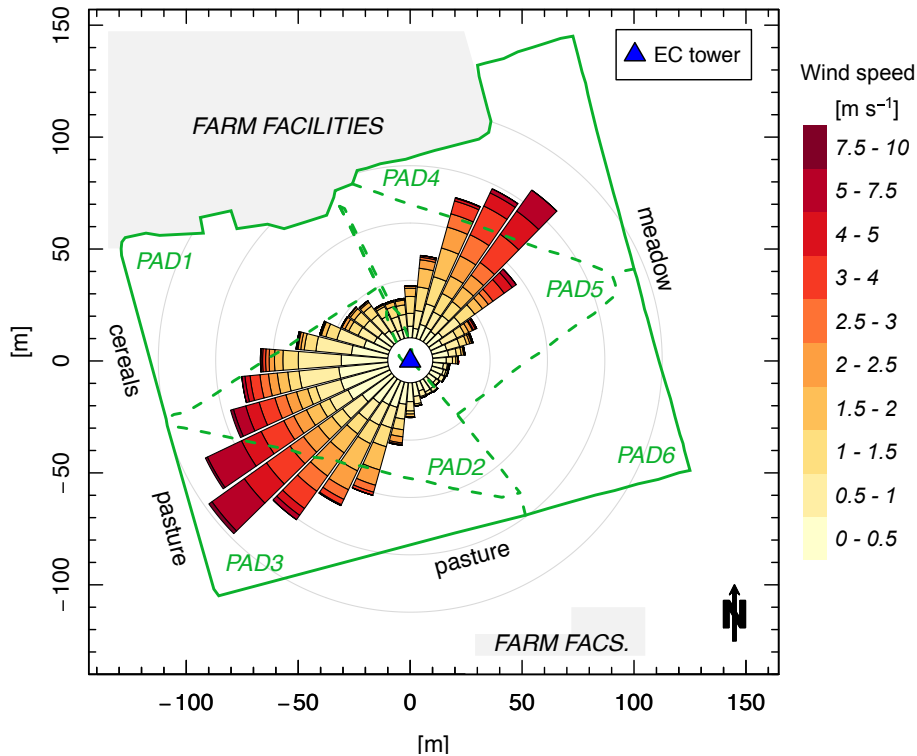 150
100
50
0
−50
−100
[m]
−100
−50
0
50
100
150
[m]
EC tower
FARM FACILITIES
PAD4
PAD1
PAD5
meadow
cereals
PAD2
PAD6
pasture
PAD3
pasture
FARM FACS.
N
Wind speed
[m s⁻¹]
7.5 - 10
5 - 7.5
4 - 5
3 - 4
2.5 - 3
2 - 2.5
1.5 - 2
1 - 1.5
0.5 - 1
0 - 0.5